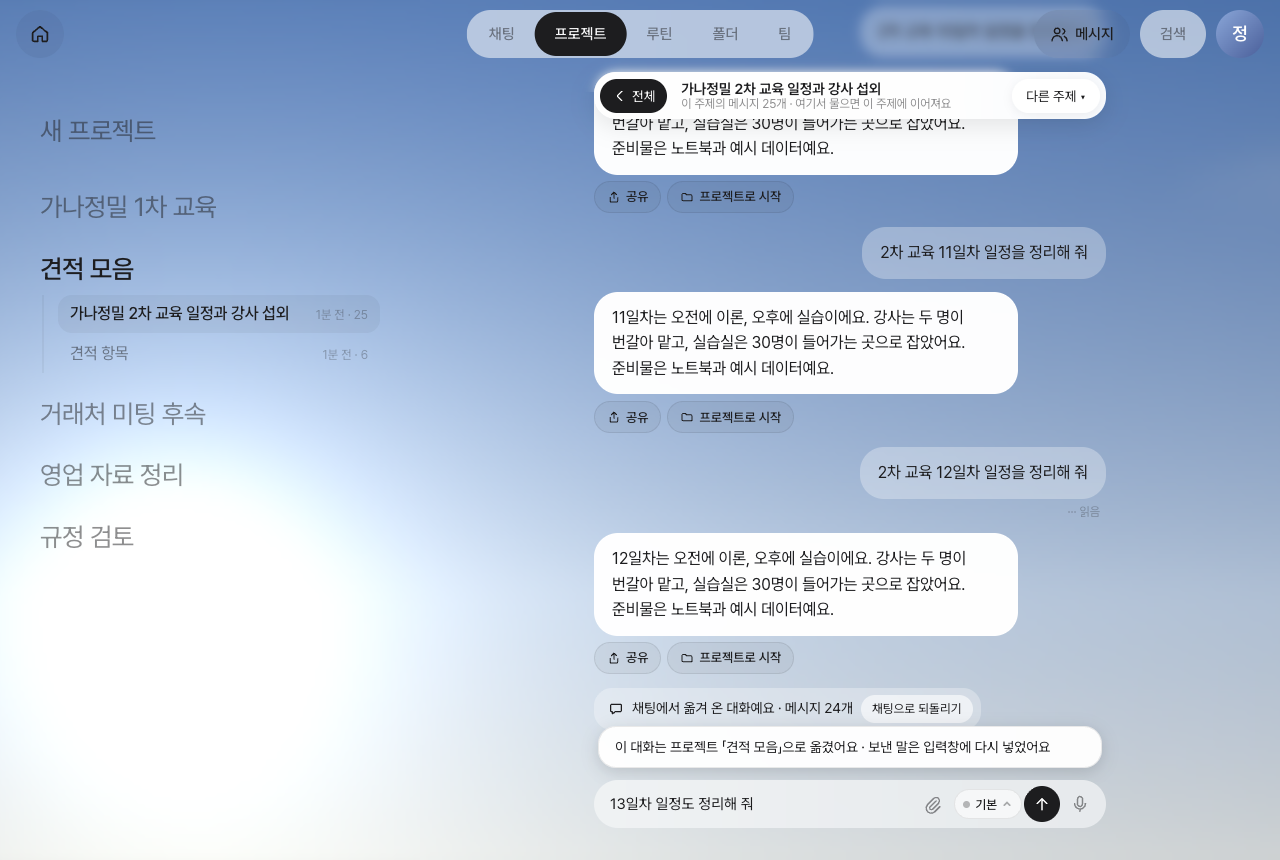 채팅
프로젝트
루틴
폴더
팀
메시지
검색
정
전체
가나정밀 2차 교육 일정과 강사 섭외
이 주제의 메시지 25개 · 여기서 물으면 이 주제에 이어져요
다른 주제
새 프로젝트
가나정밀 1차 교육
견적 모음
가나정밀 2차 교육 일정과 강사 섭외
1분 전 · 25
견적 항목
1분 전 · 6
거래처 미팅 후속
영업 자료 정리
규정 검토
번갈아 맡고, 실습실은 30명이 들어가는 곳으로 잡았어요.
준비물은 노트북과 예시 데이터예요.
공유
프로젝트로 시작
2차 교육 11일차 일정을 정리해 줘
11일차는 오전에 이론, 오후에 실습이에요. 강사는 두 명이
번갈아 맡고, 실습실은 30명이 들어가는 곳으로 잡았어요.
준비물은 노트북과 예시 데이터예요.
공유
프로젝트로 시작
2차 교육 12일차 일정을 정리해 줘
읽음
12일차는 오전에 이론, 오후에 실습이에요. 강사는 두 명이
번갈아 맡고, 실습실은 30명이 들어가는 곳으로 잡았어요.
준비물은 노트북과 예시 데이터예요.
공유
프로젝트로 시작
채팅에서 옮겨 온 대화예요 · 메시지 24개
채팅으로 되돌리기
이 대화는 프로젝트 「견적 모음」으로 옮겼어요 · 보낸 말은 입력창에 다시 넣었어요
13일차 일정도 정리해 줘
기본